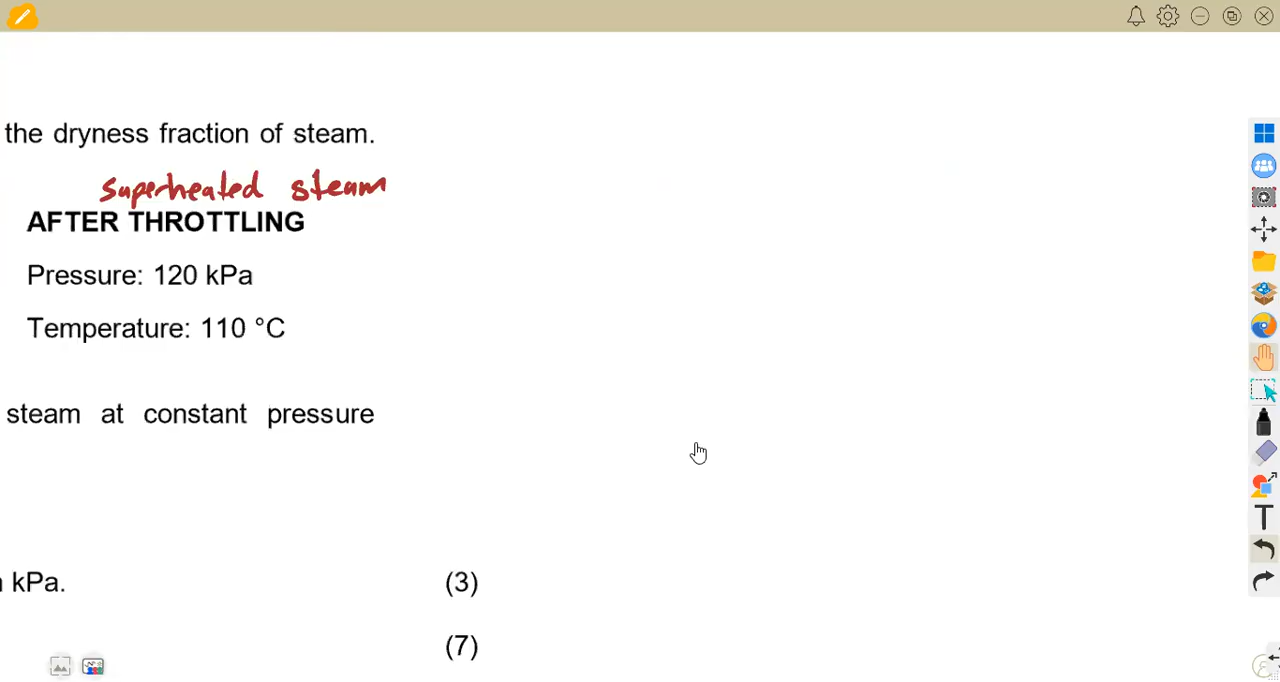 the dryness fraction of steam.
superheated steam
AFTER THROTTLING
Pressure: 120 kPa
Temperature: 110 °C
steam at constant pressure
kPa. (3)
(7)